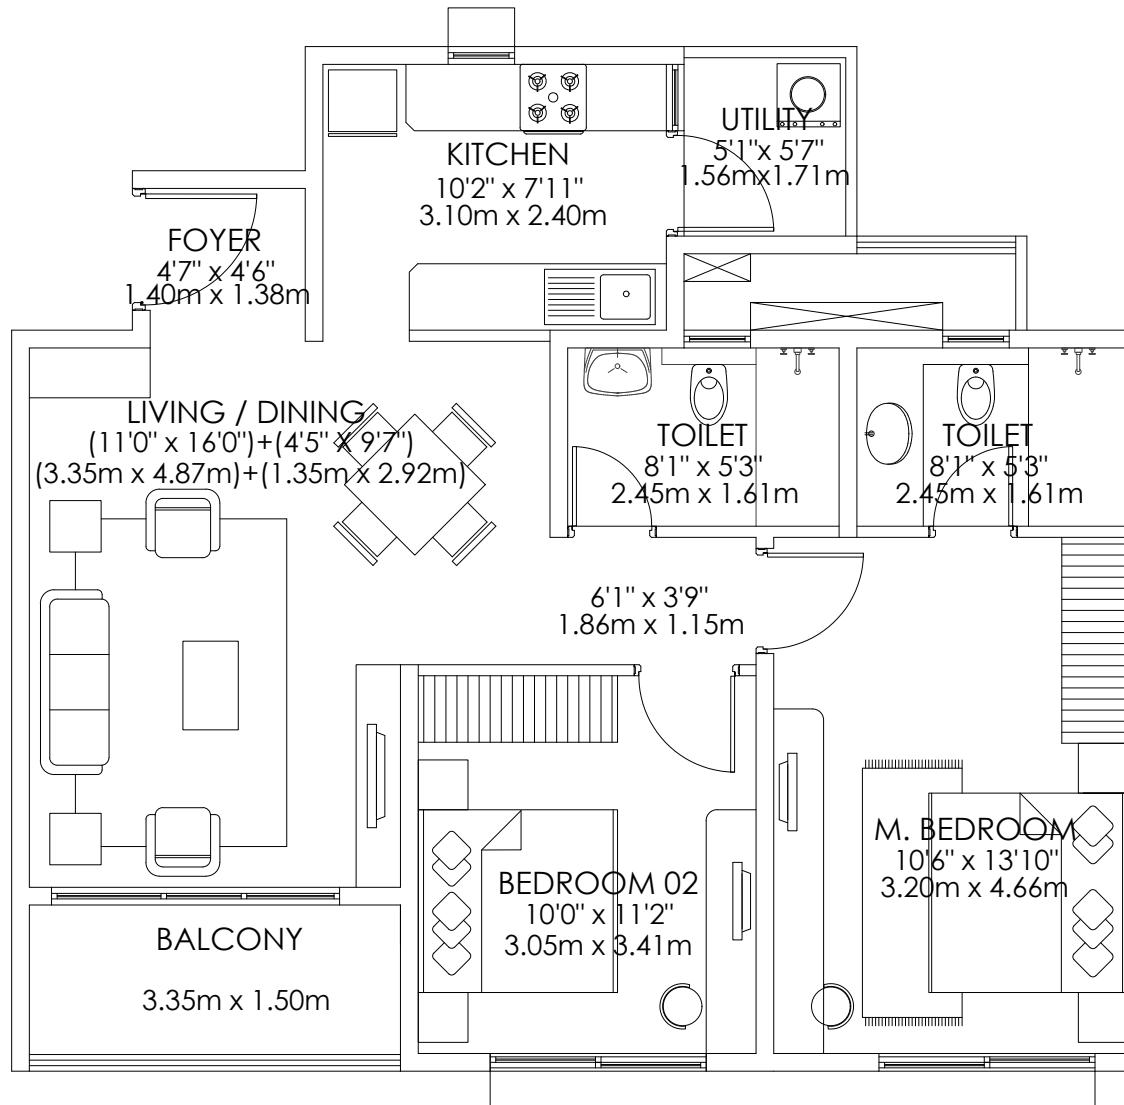 UTILITY
5'1"x 5'7"
1.56mx1.71m
KITCHEN
10'2" x 7'11"
3.10m x 2.40m
FOYER
4'7" x 4'6"
1.40m x 1.38m
LIVING / DINING
(11'0" x 16'0")+(4'5" X 9'7")
(3.35m x 4.87m)+(1.35m x 2.92m)
TOILET
8'1" x 5'3"
2.45m x 1.61m
TOILET
8'1" x 5'3"
2.45m x 1.61m
6'1" x 3'9"
1.86m x 1.15m
M. BEDROOM
10'6" x 13'10"
3.20m x 4.66m
BEDROOM 02
10'0" x 11'2"
3.05m x 3.41m
BALCONY
3.35m x 1.50m